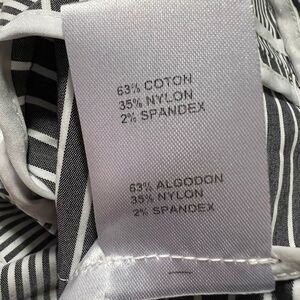 63% COTON
35% NYLON
2% SPANDEX
63% ALGODON
35% NYLON
2% SPANDEX